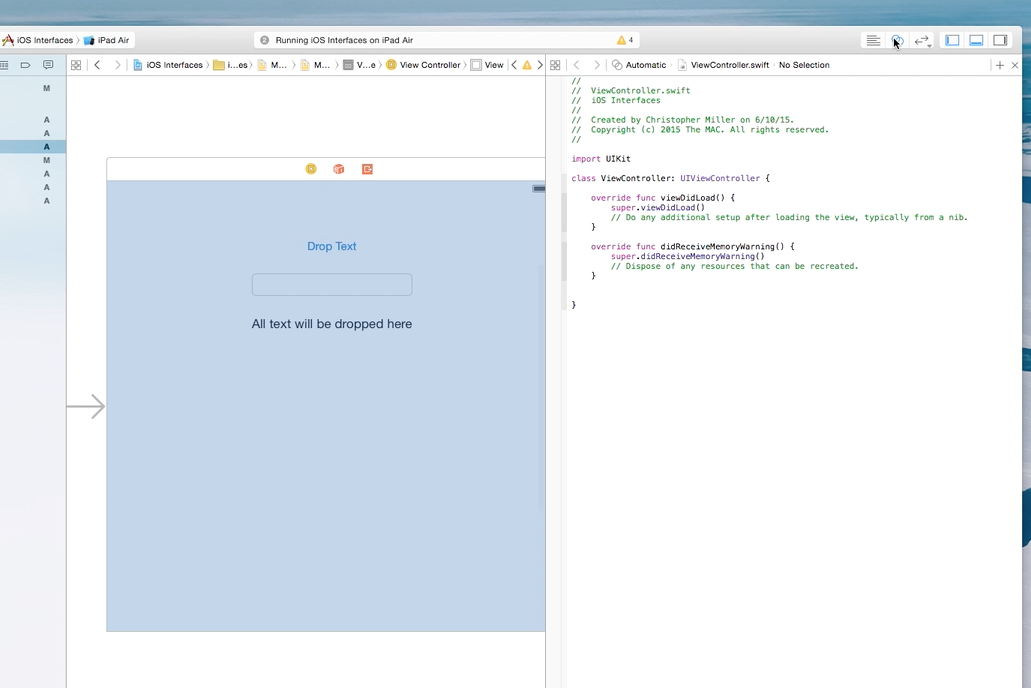 iOS Interfaces 〉 iPad Air
2 Running iOS Interfaces on iPad Air
4
iOS Interfaces 〉 i...es 〉 M... 〉 M... 〉 V...e 〉 View Controller 〉 View
Automatic 〉 ViewController.swift 〉 No Selection
M
A
A
A
M
A
A
A
Drop Text
All text will be dropped here
//
//  ViewController.swift
//  iOS Interfaces
//
//  Created by Christopher Miller on 6/10/15.
//  Copyright (c) 2015 The MAC. All rights reserved.
//
import UIKit
class ViewController: UIViewController {
override func viewDidLoad() {
super.viewDidLoad()
// Do any additional setup after loading the view, typically from a nib.
}
override func didReceiveMemoryWarning() {
super.didReceiveMemoryWarning()
// Dispose of any resources that can be recreated.
}
}